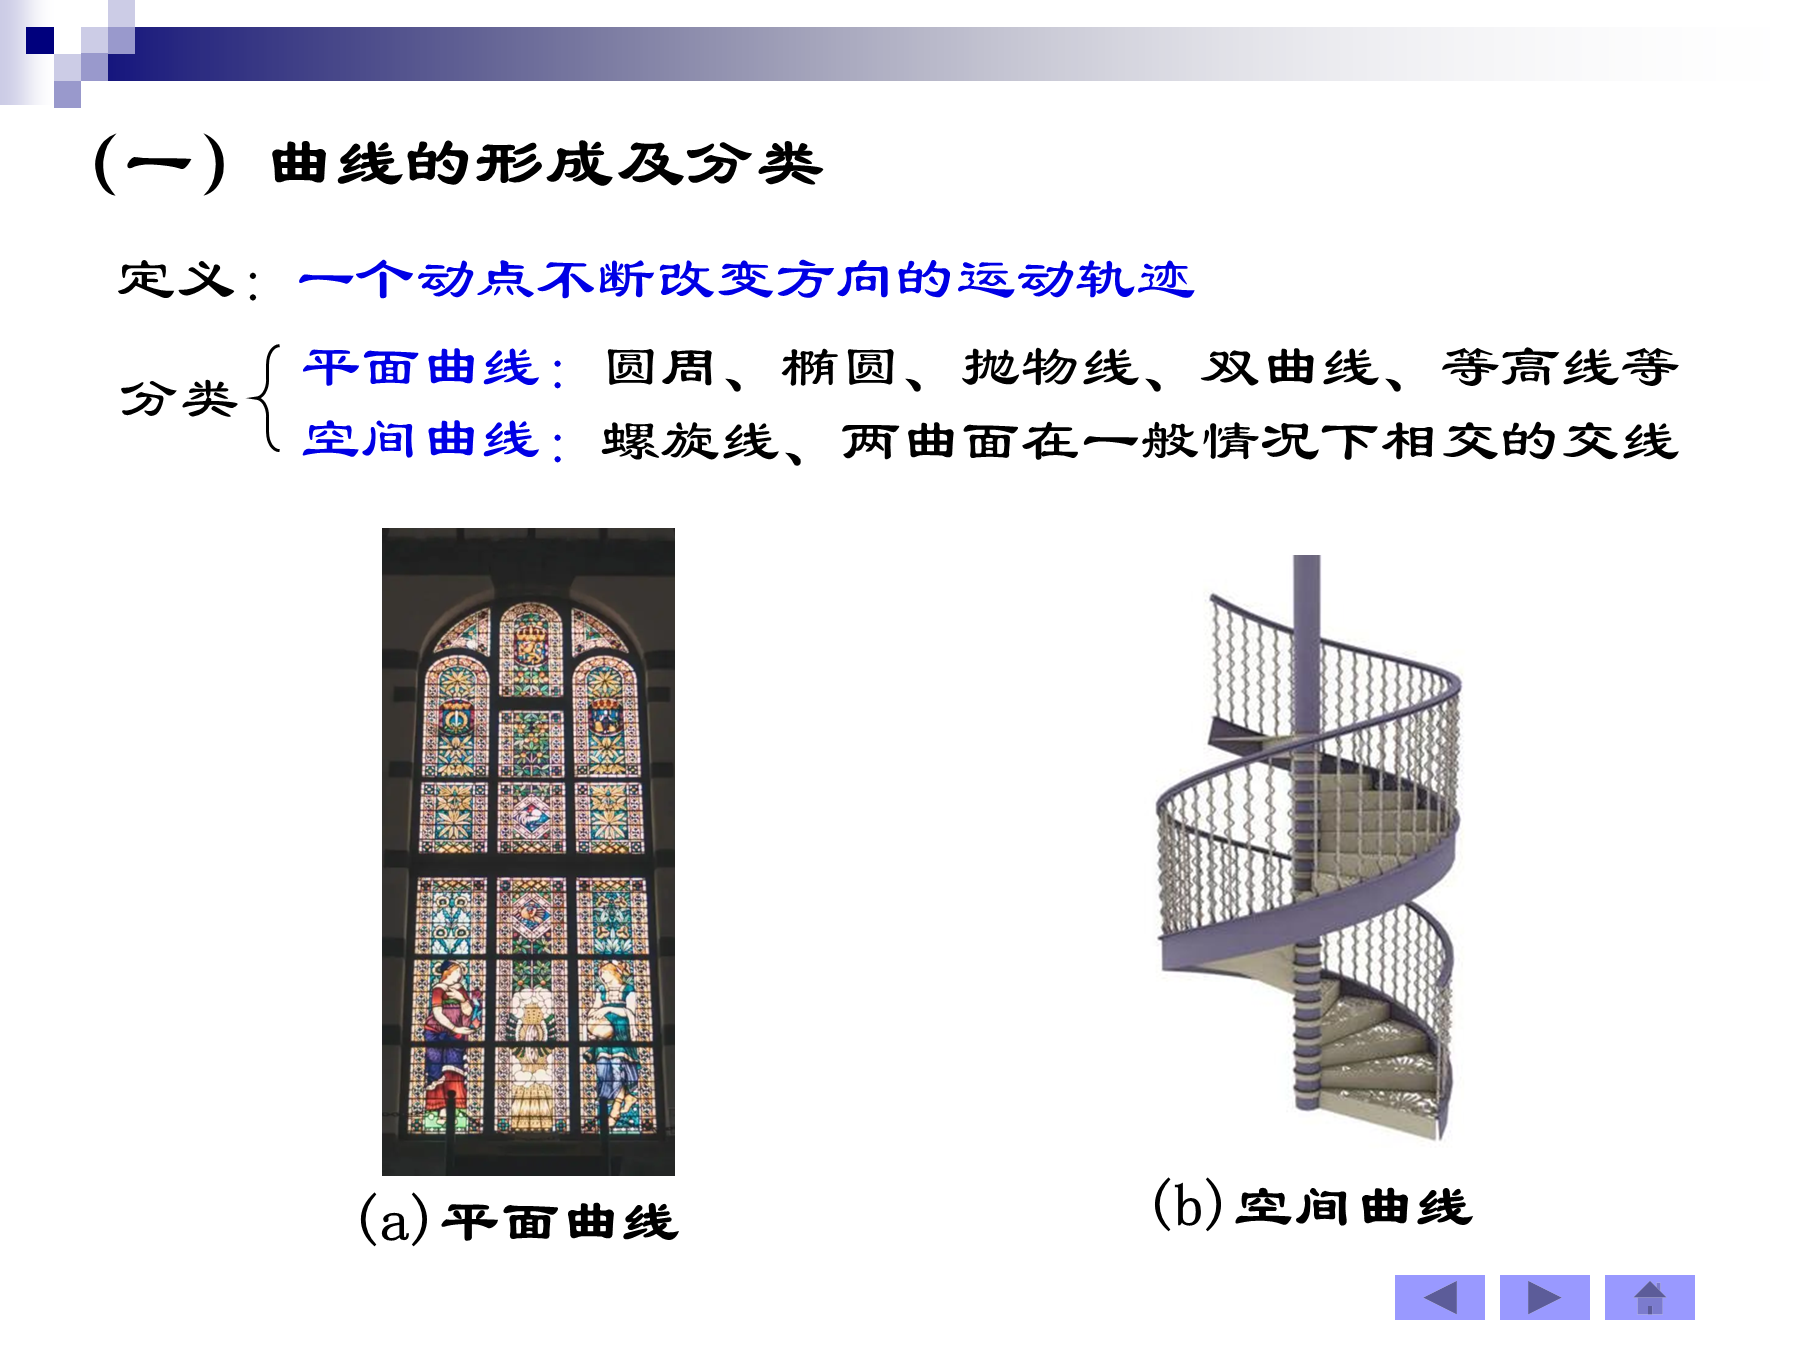 （一）曲线的形成及分类
定义：一个动点不断改变方向的运动轨迹
分类
平面曲线：圆周、椭圆、抛物线、双曲线、等高线等
空间曲线：螺旋线、两曲面在一般情况下相交的交线
(a)平面曲线
(b)空间曲线